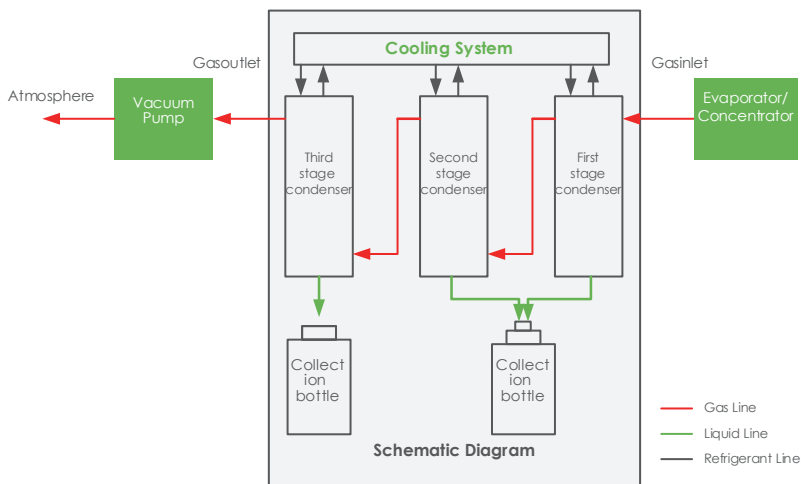 Cooling System
Gasoutlet
Gasinlet
Atmosphere
Vacuum
Pump
Evaporator/
Concentrator
Third
stage
condenser
Second
stage
condenser
First
stage
condenser
Collect
ion
bottle
Collect
ion
bottle
Gas Line
Liquid Line
Refrigerant Line
Schematic Diagram